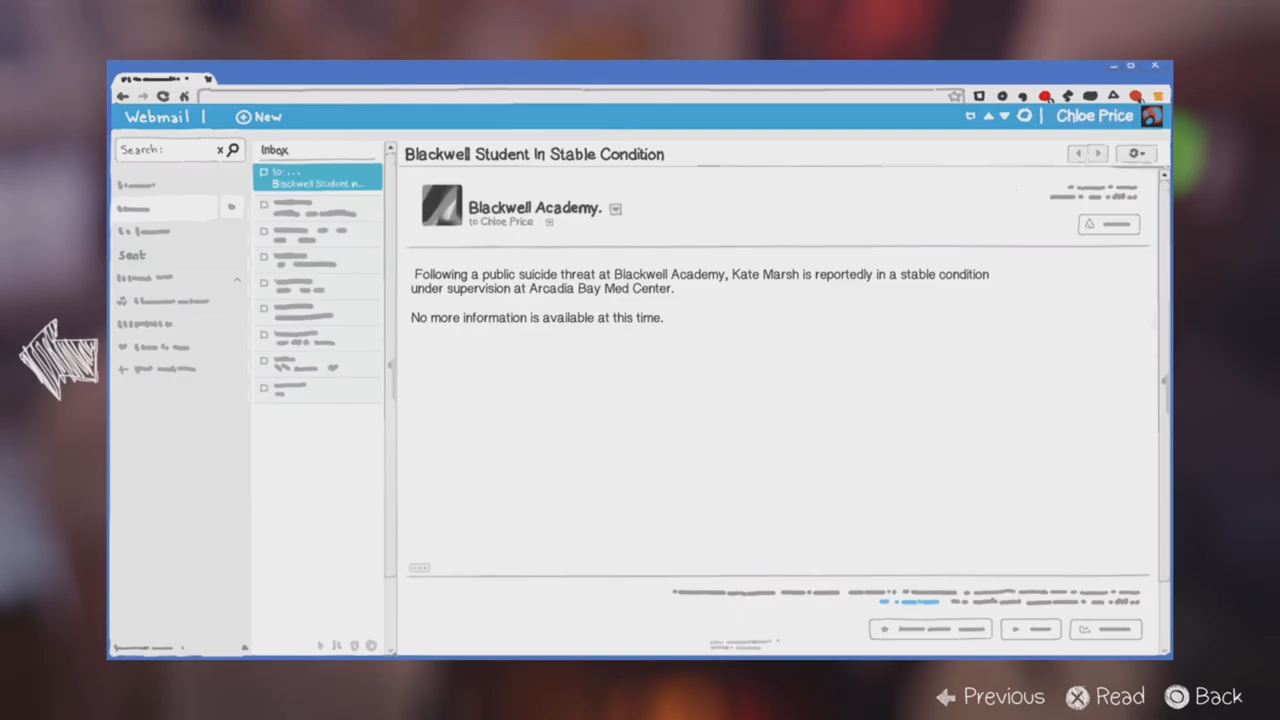 Webmail
New
Chloe Price
Search: x
Inbox
Blackwell Student In Stable Condition
to:...
Blackwell Student in...
Blackwell Academy.
to Chloe Price
Sent
Following a public suicide threat at Blackwell Academy, Kate Marsh is reportedly in a stable condition
under supervision at Arcadia Bay Med Center.
No more information is available at this time.
Previous
Read
Back